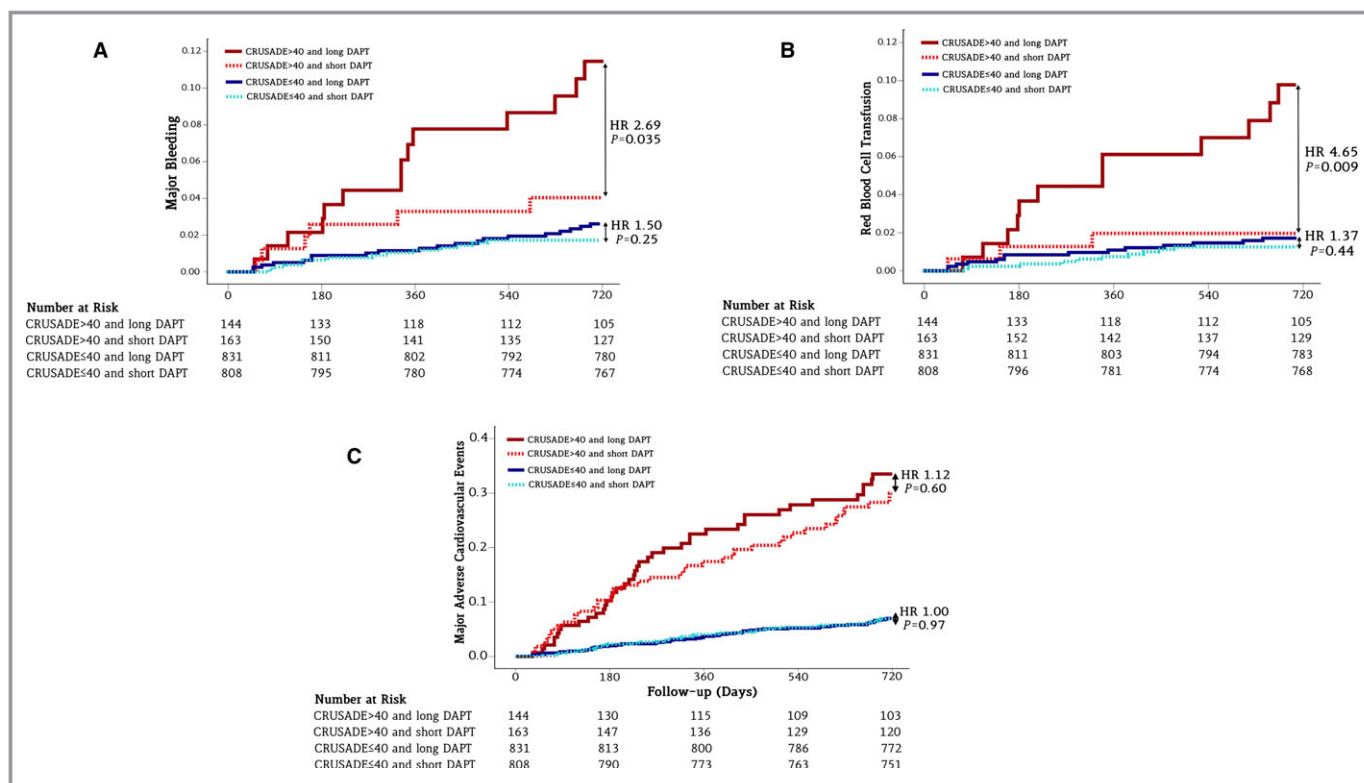 A
Major Bleeding
0.12
0.10
0.08
0.06
0.04
0.02
0.00
CRUSADE>40 and long DAPT
CRUSADE>40 and short DAPT
CRUSADE≤40 and long DAPT
CRUSADE≤40 and short DAPT
HR 2.69
P=0.035
HR 1.50
P=0.25
0 180 360 540 720
Number at Risk
CRUSADE>40 and long DAPT 144 133 118 112 105
CRUSADE>40 and short DAPT 163 150 141 135 127
CRUSADE≤40 and long DAPT 831 811 802 792 780
CRUSADE≤40 and short DAPT 808 795 780 774 767
B
Red Blood Cell Transfusion
0.12
0.10
0.08
0.06
0.04
0.02
0.00
CRUSADE>40 and long DAPT
CRUSADE>40 and short DAPT
CRUSADE≤40 and long DAPT
CRUSADE≤40 and short DAPT
HR 4.65
P=0.009
HR 1.37
P=0.44
0 180 360 540 720
Number at Risk
CRUSADE>40 and long DAPT 144 133 118 112 105
CRUSADE>40 and short DAPT 163 152 142 137 129
CRUSADE≤40 and long DAPT 831 811 803 794 783
CRUSADE≤40 and short DAPT 808 796 781 774 768
C
Major Adverse Cardiovascular Events
0.4
0.3
0.2
0.1
0.0
CRUSADE>40 and long DAPT
CRUSADE>40 and short DAPT
CRUSADE≤40 and long DAPT
CRUSADE≤40 and short DAPT
HR 1.12
P=0.60
HR 1.00
P=0.97
0 180 360 540 720
Follow-up (Days)
Number at Risk
CRUSADE>40 and long DAPT 144 130 115 109 103
CRUSADE>40 and short DAPT 163 147 136 129 120
CRUSADE≤40 and long DAPT 831 813 800 786 772
CRUSADE≤40 and short DAPT 808 790 773 763 751